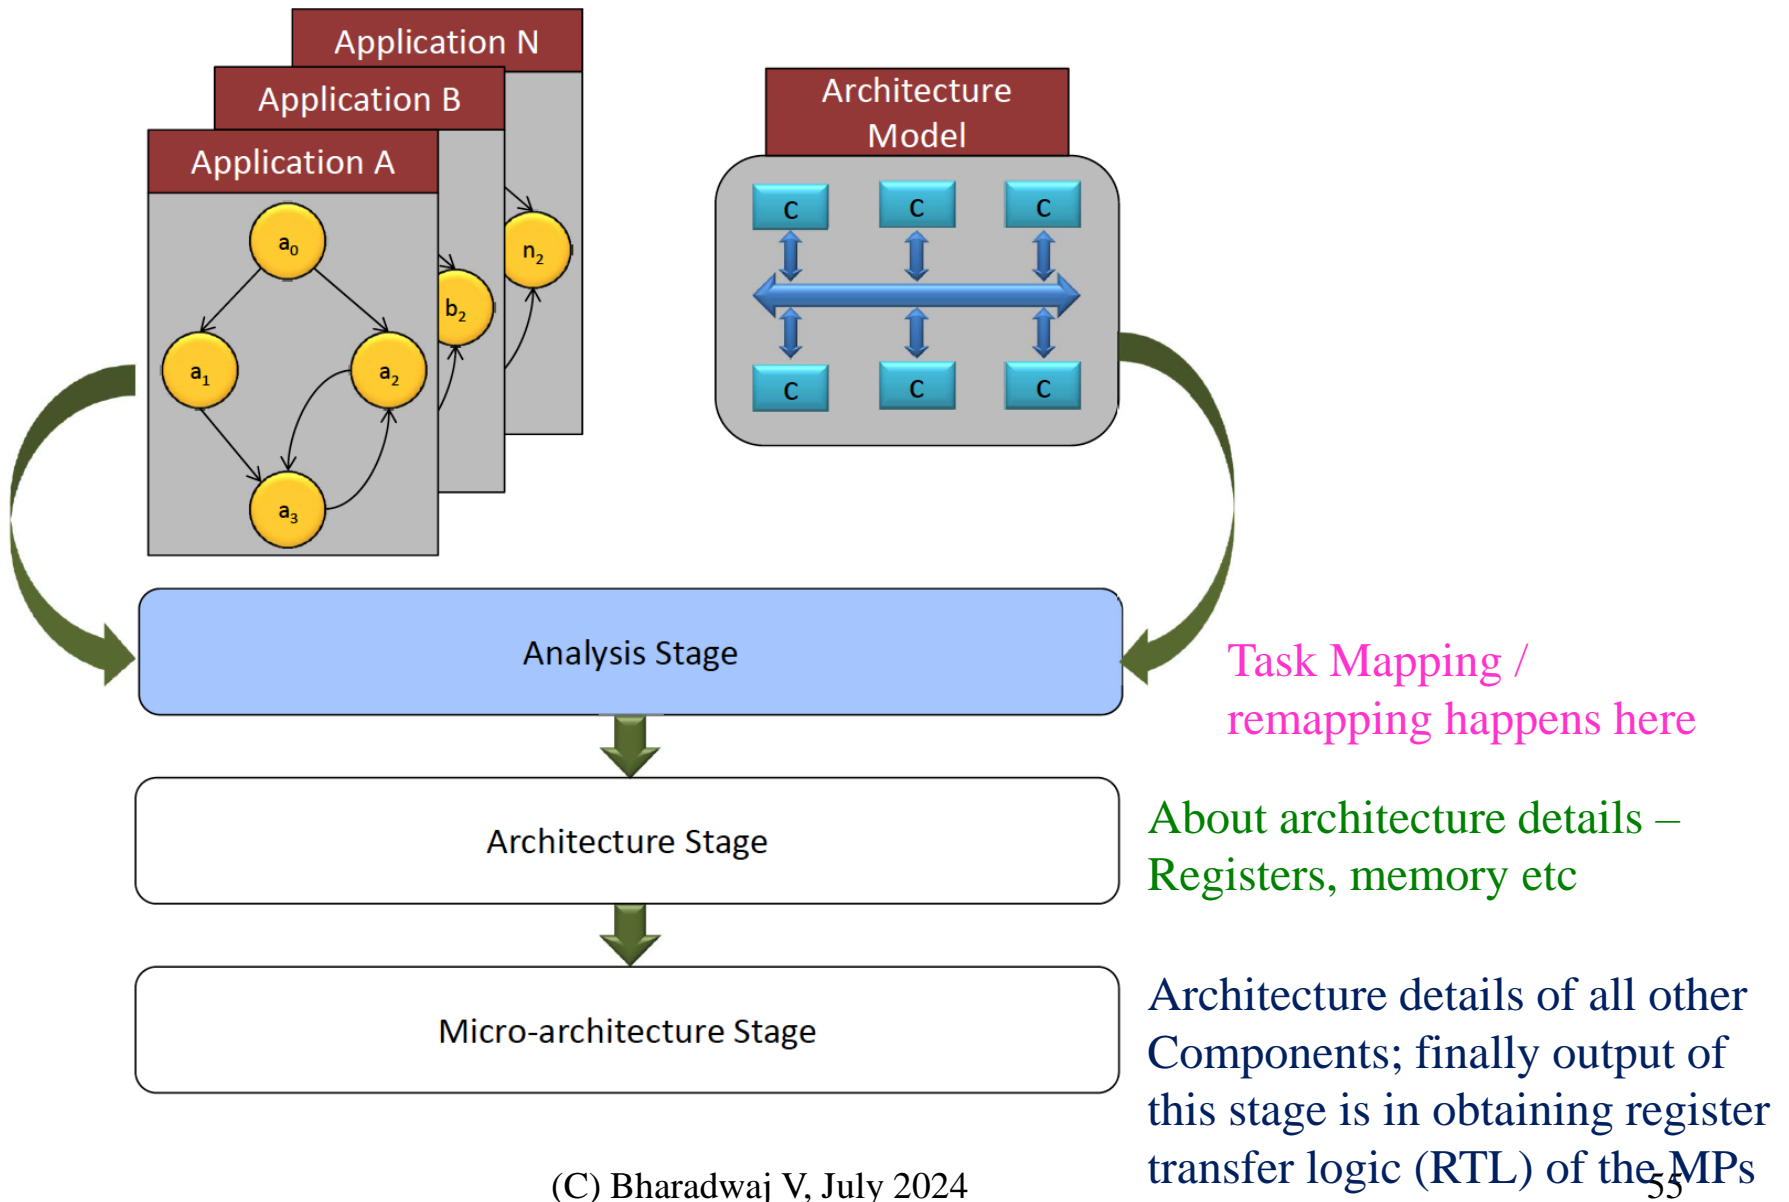 Application N
Application B
Application A
a0
a1
a2
a3
b2
n2
Architecture
Model
C C C
C C C
Analysis Stage
Task Mapping /
remapping happens here
Architecture Stage
About architecture details –
Registers, memory etc
Micro-architecture Stage
Architecture details of all other
Components; finally output of
this stage is in obtaining register
transfer logic (RTL) of the MPs
(C) Bharadwaj V, July 2024
55